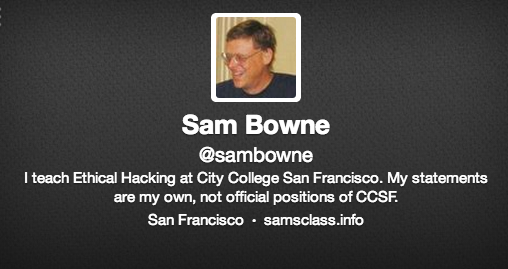 Sam Bowne
@sambowne
I teach Ethical Hacking at City College San Francisco. My statements
are my own, not official positions of CCSF.
San Francisco · samsclass.info